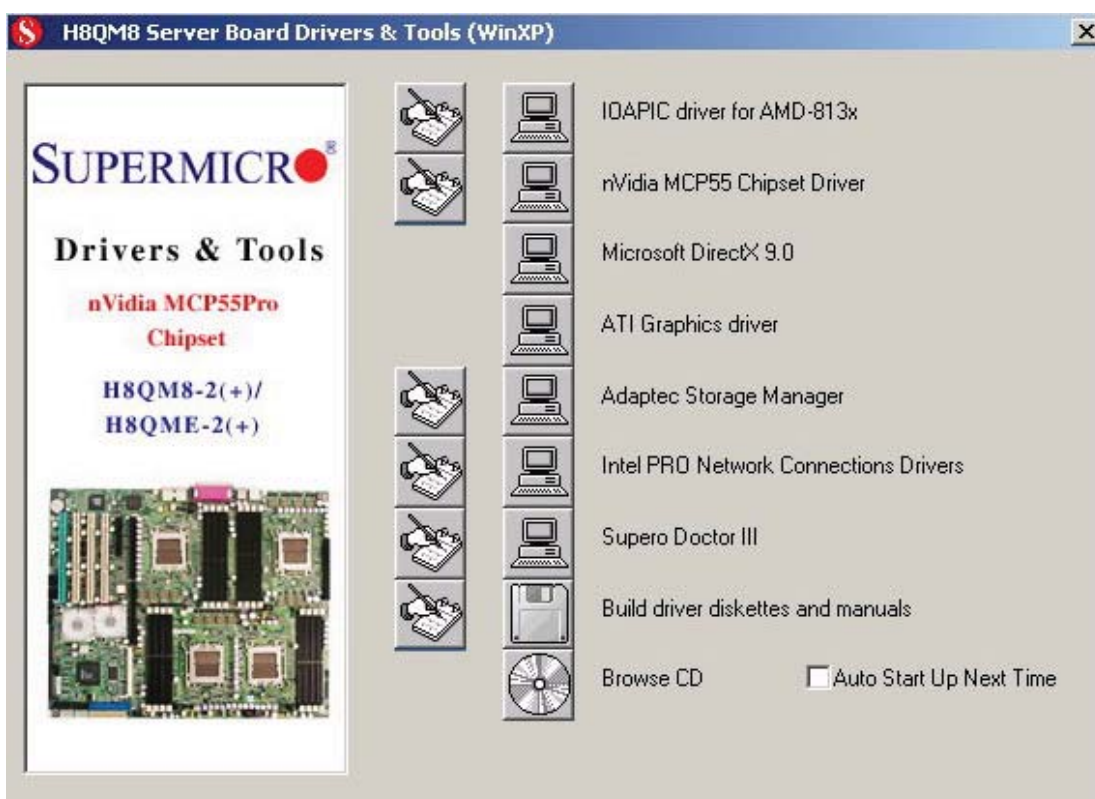 H8QM8 Server Board Drivers & Tools (WinXP)
SUPERMICRO®
Drivers & Tools
nVidia MCP55Pro
Chipset
H8QM8-2(+)/
H8QME-2(+)
IOAPIC driver for AMD-813x
nVidia MCP55 Chipset Driver
Microsoft DirectX 9.0
ATI Graphics driver
Adaptec Storage Manager
Intel PRO Network Connections Drivers
Supero Doctor III
Build driver diskettes and manuals
Browse CD
Auto Start Up Next Time